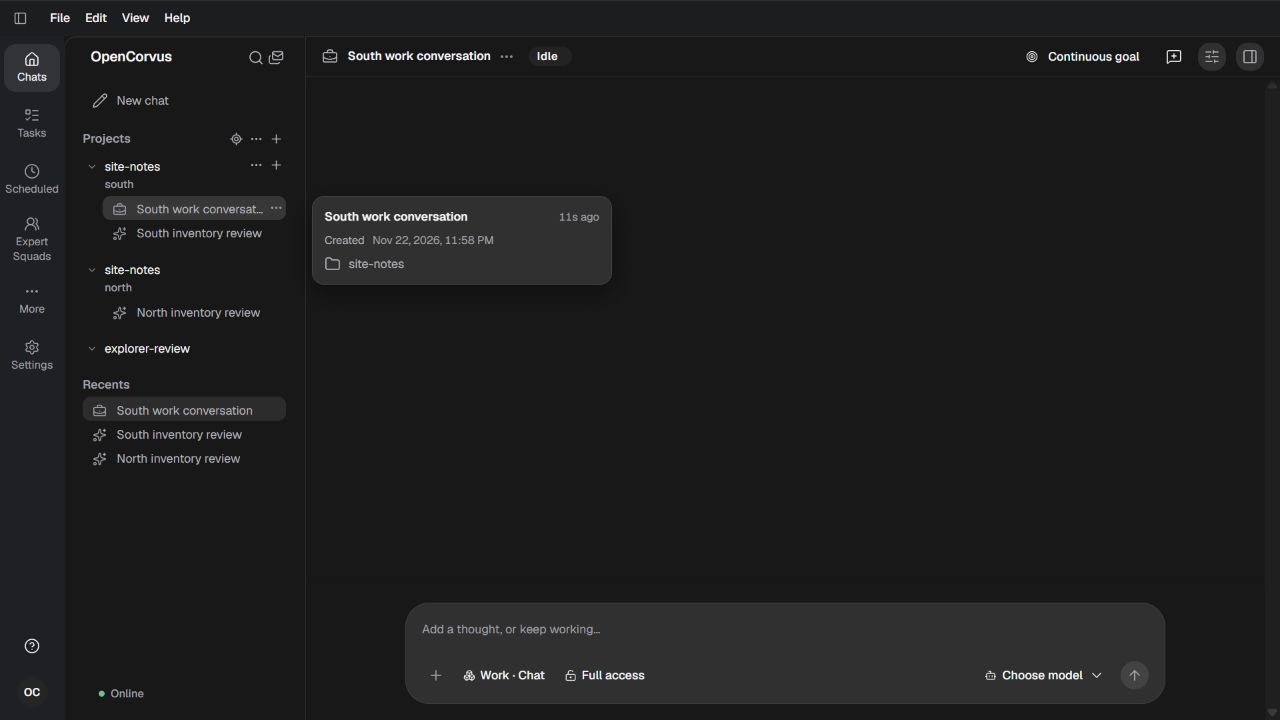 File Edit View Help
Chats
Tasks
Scheduled
Expert
Squads
More
Settings
OC
OpenCorvus
New chat
Projects
site-notes
south
South work conversat...
South inventory review
site-notes
north
North inventory review
explorer-review
Recents
South work conversation
South inventory review
North inventory review
Online
South work conversation Idle
Continuous goal
South work conversation 11s ago
Created Nov 22, 2026, 11:58 PM
site-notes
Add a thought, or keep working...
Work · Chat Full access Choose model